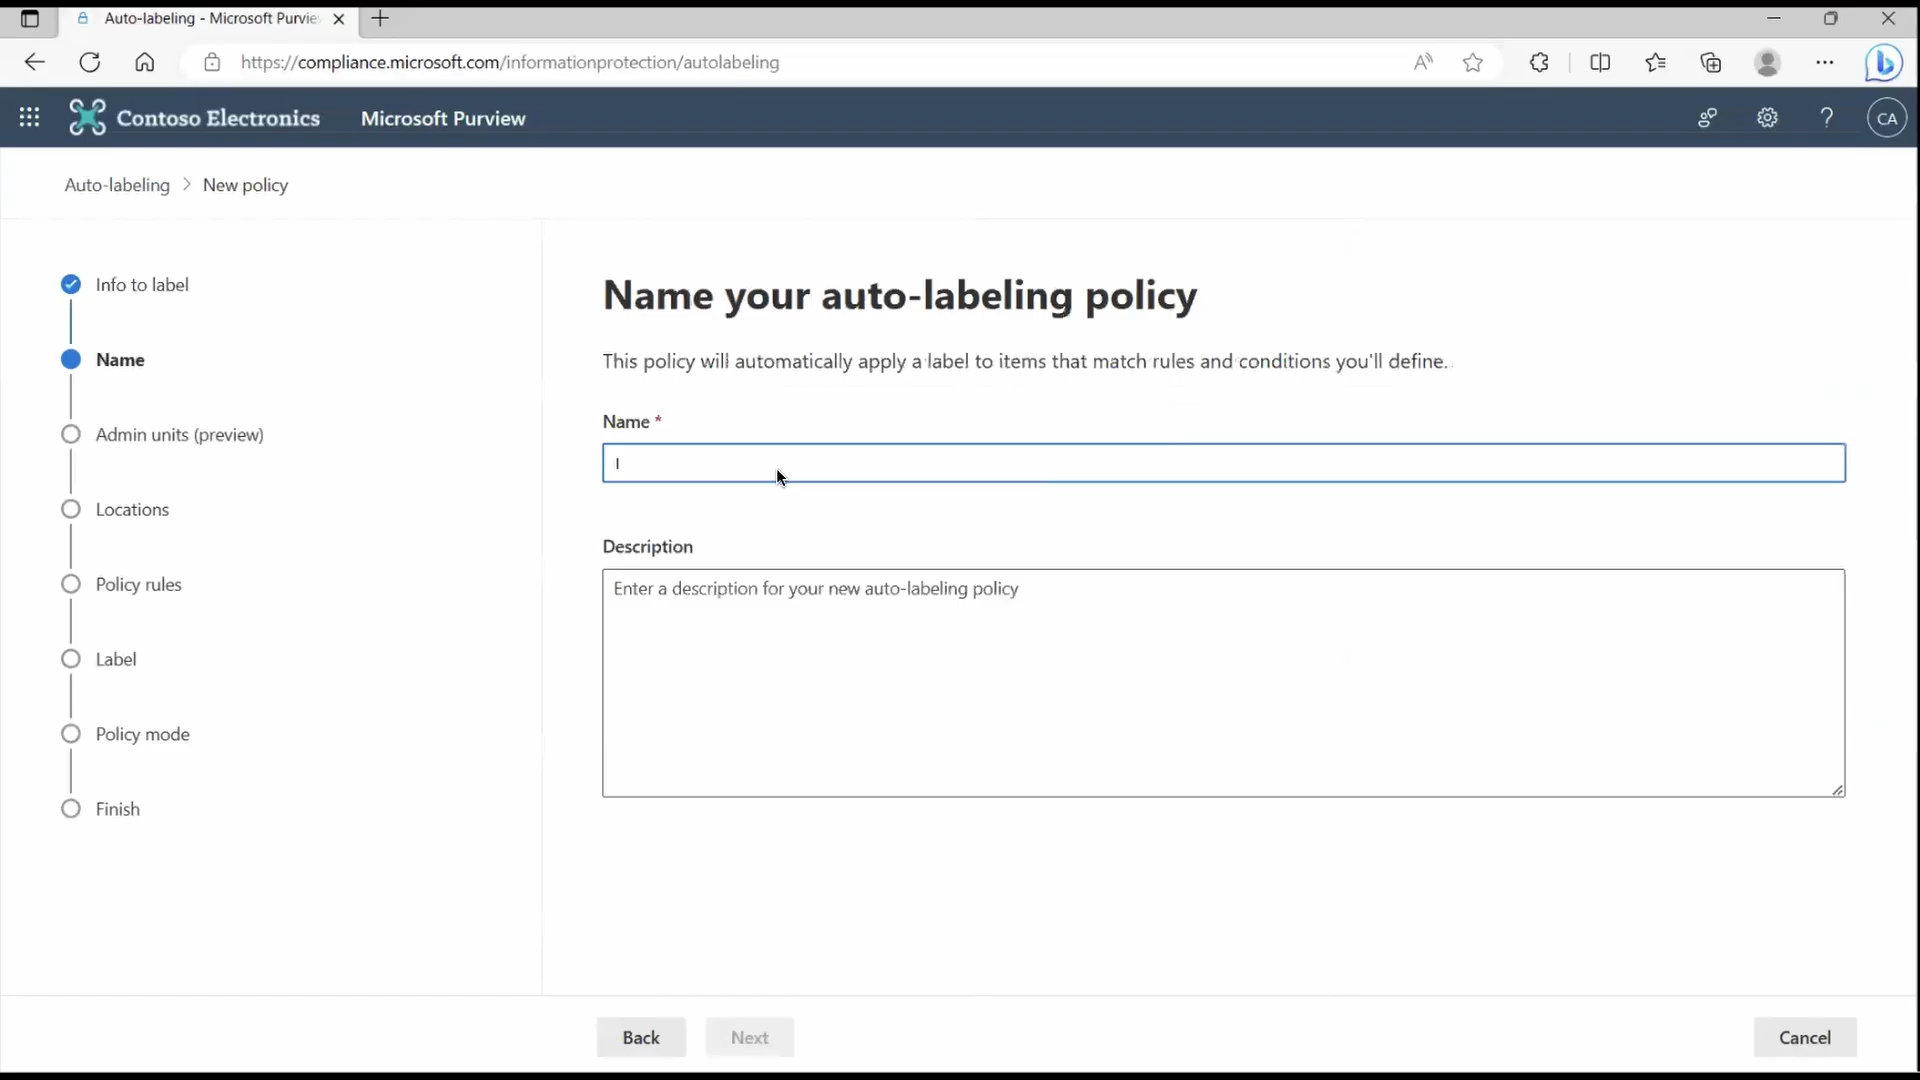 Auto-labeling - Microsoft Purvie
https://compliance.microsoft.com/informationprotection/autolabeling
Contoso Electronics
Microsoft Purview
CA
Auto-labeling > New policy
Info to label
Name
Admin units (preview)
Locations
Policy rules
Label
Policy mode
Finish
Name your auto-labeling policy
This policy will automatically apply a label to items that match rules and conditions you'll define.
Name *
Description
Enter a description for your new auto-labeling policy
Back
Next
Cancel